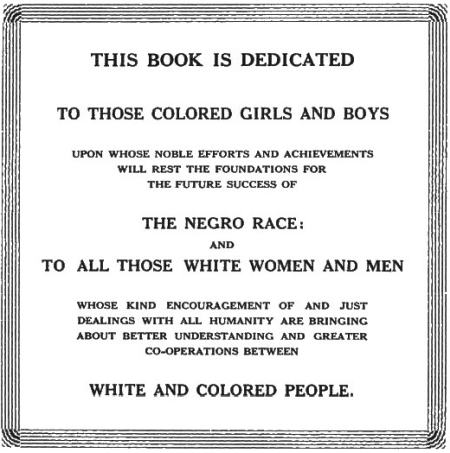 THIS BOOK IS DEDICATED
TO THOSE COLORED GIRLS AND BOYS
UPON WHOSE NOBLE EFFORTS AND ACHIEVEMENTS
WILL REST THE FOUNDATIONS FOR
THE FUTURE SUCCESS OF
THE NEGRO RACE:
AND
TO ALL THOSE WHITE WOMEN AND MEN
WHOSE KIND ENCOURAGEMENT OF AND JUST
DEALINGS WITH ALL HUMANITY ARE BRINGING
ABOUT BETTER UNDERSTANDING AND GREATER
CO-OPERATIONS BETWEEN
WHITE AND COLORED PEOPLE.